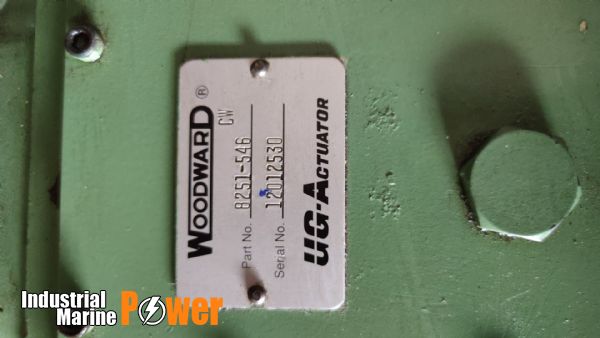 WOODWARD®
CW
Part No. 8251-546
Serial No. 12012530
UG-ACTUATOR
Industrial
Marine Power